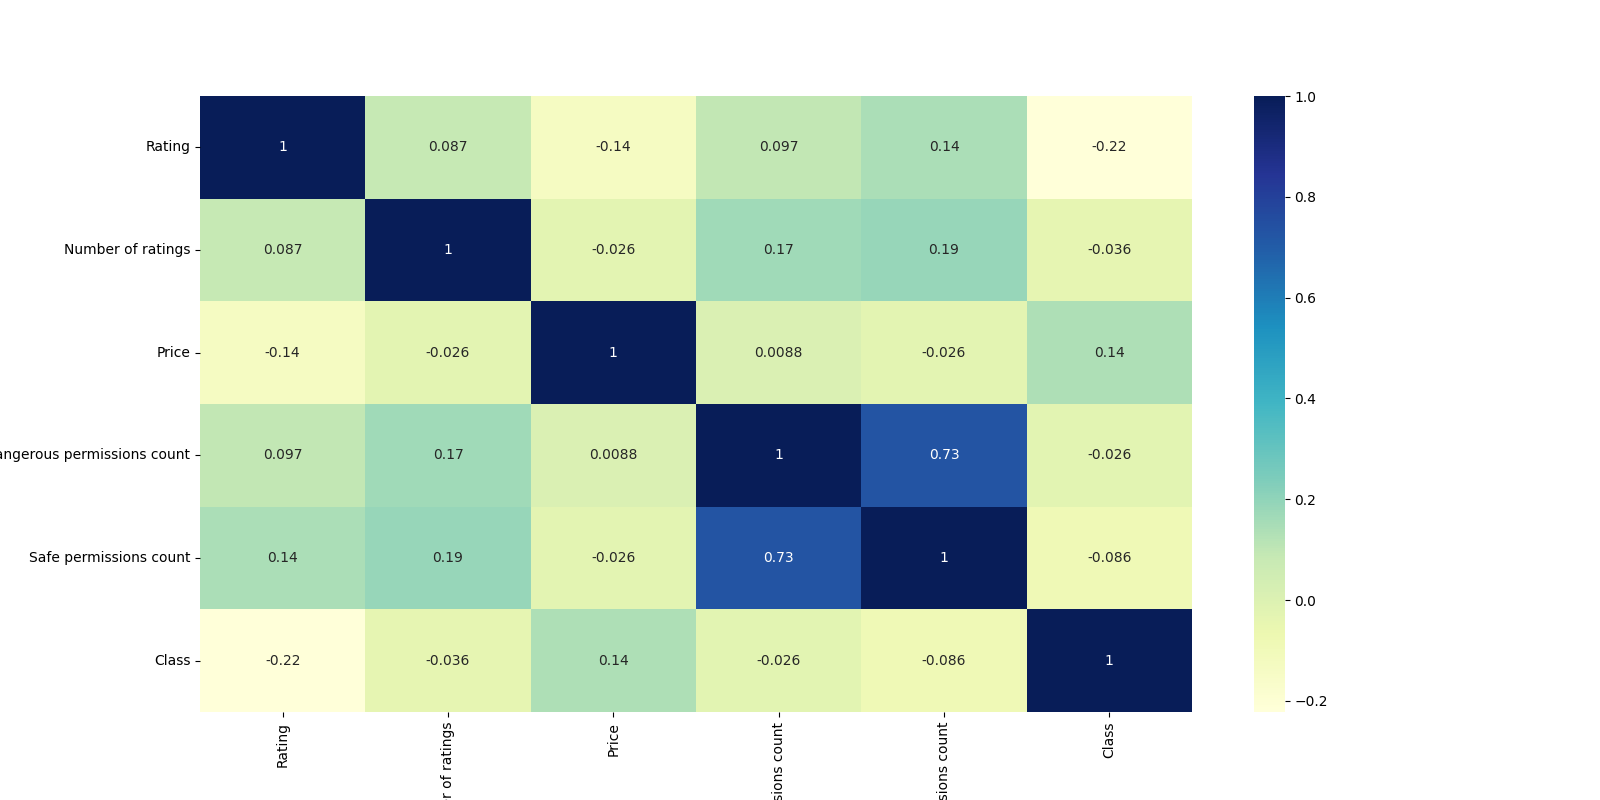 Rating 1 0.087 -0.14 0.097 0.14 -0.22
Number of ratings 0.087 1 -0.026 0.17 0.19 -0.036
Price -0.14 -0.026 1 0.0088 -0.026 0.14
angerous permissions count 0.097 0.17 0.0088 1 0.73 -0.026
Safe permissions count 0.14 0.19 -0.026 0.73 1 -0.086
Class -0.22 -0.036 0.14 -0.026 -0.086 1
Rating
r of ratings
Price
sions count
sions count
Class
1.0
0.8
0.6
0.4
0.2
0.0
−0.2